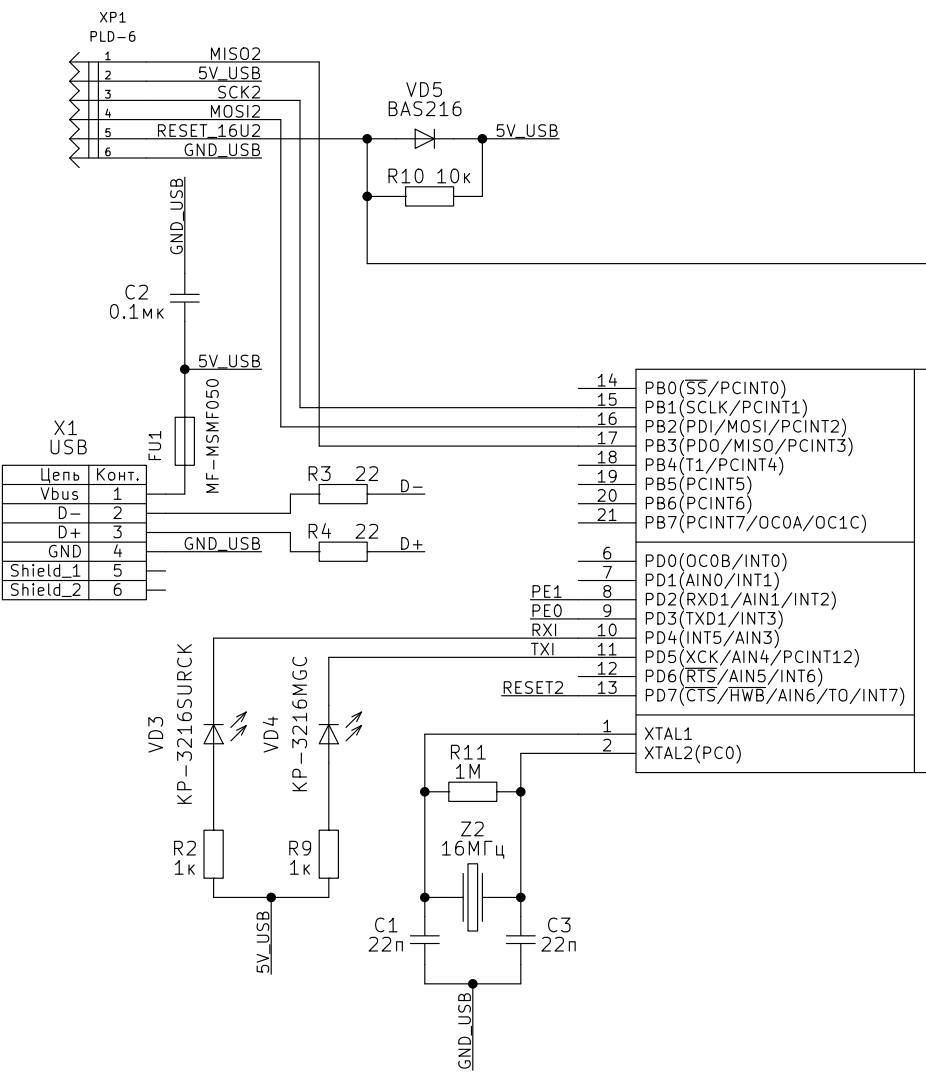 XP1
PLD-6
1 MISO2
2 5V_USB
3 SCK2
4 MOSI2
5 RESET_16U2
6 GND_USB
VD5
BAS216
5V_USB
R10 10к
GND_USB
C2
0.1мк
5V_USB
FU1
MF-MSMF050
X1
USB
Цепь Конт.
Vbus 1
D- 2
D+ 3
GND 4
Shield_1 5
Shield_2 6
GND_USB
R3 22 D-
R4 22 D+
14 PB0(SS/PCINT0)
15 PB1(SCLK/PCINT1)
16 PB2(PDI/MOSI/PCINT2)
17 PB3(PDO/MISO/PCINT3)
18 PB4(T1/PCINT4)
19 PB5(PCINT5)
20 PB6(PCINT6)
21 PB7(PCINT7/OC0A/OC1C)
6 PD0(OC0B/INT0)
7 PD1(AIN0/INT1)
PE1 8 PD2(RXD1/AIN1/INT2)
PE0 9 PD3(TXD1/INT3)
RXI 10 PD4(INT5/AIN3)
TXI 11 PD5(XCK/AIN4/PCINT12)
12 PD6(RTS/AIN5/INT6)
RESET2 13 PD7(CTS/HWB/AIN6/TO/INT7)
1 XTAL1
2 XTAL2(PC0)
VD3
KP-3216SURCK
VD4
KP-3216MGC
R2
1к
R9
1к
5V_USB
R11
1М
Z2
16МГц
C1
22п
C3
22п
GND_USB